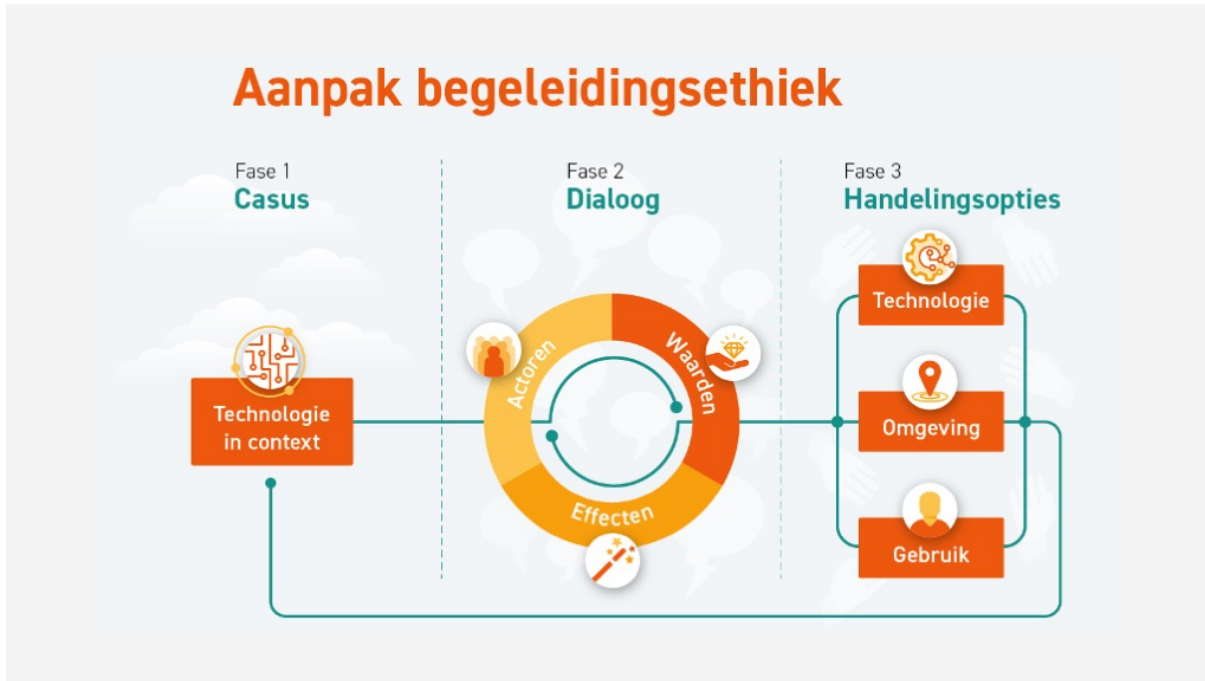 Aanpak begeleidingsethiek
Fase 1
Casus
Technologie
in context
Fase 2
Dialoog
Actoren
Waarden
Effecten
Fase 3
Handelingsopties
Technologie
Omgeving
Gebruik